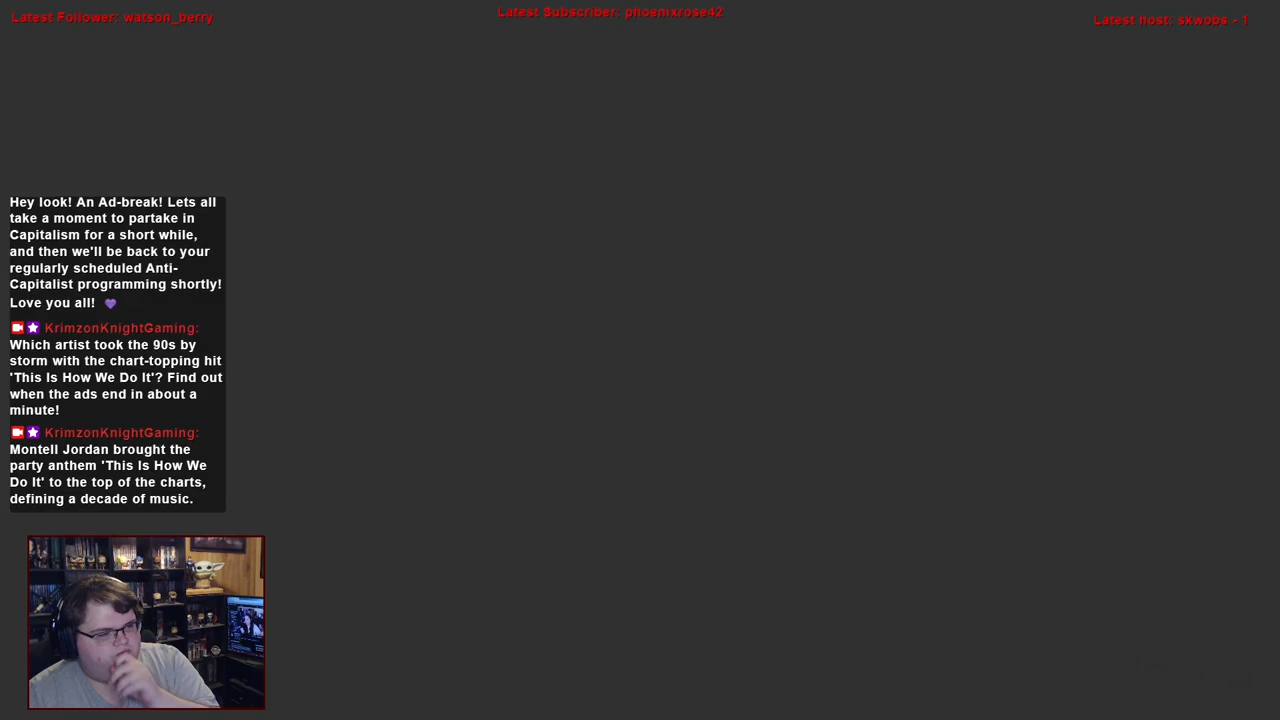 Latest Follower: watson_berry
Latest Subscriber: phoenixrose42
Latest host: skwobs - 1
Hey look! An Ad-break! Lets all
take a moment to partake in
Capitalism for a short while,
and then we'll be back to your
regularly scheduled Anti-
Capitalist programming shortly!
Love you all!
KrimzonKnightGaming:
Which artist took the 90s by
storm with the chart-topping hit
'This Is How We Do It'? Find out
when the ads end in about a
minute!
KrimzonKnightGaming:
Montell Jordan brought the
party anthem 'This Is How We
Do It' to the top of the charts,
defining a decade of music.